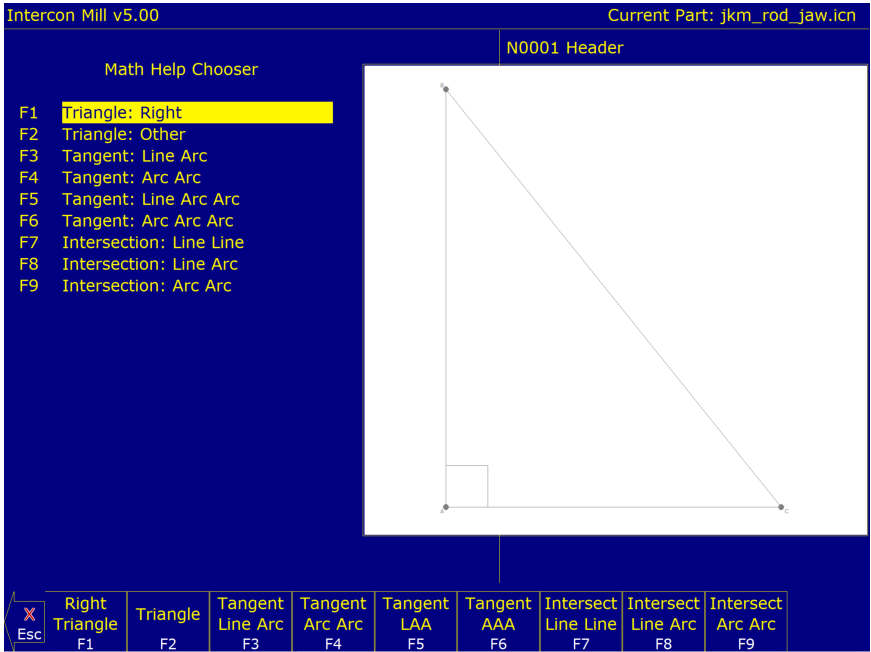 Intercon Mill v5.00
Current Part: jkm_rod_jaw.icn
N0001 Header
Math Help Chooser
F1 Triangle: Right
F2 Triangle: Other
F3 Tangent: Line Arc
F4 Tangent: Arc Arc
F5 Tangent: Line Arc Arc
F6 Tangent: Arc Arc Arc
F7 Intersection: Line Line
F8 Intersection: Line Arc
F9 Intersection: Arc Arc
B
A
C
X
Esc
Right
Triangle
F1
Triangle
F2
Tangent
Line Arc
F3
Tangent
Arc Arc
F4
Tangent
LAA
F5
Tangent
AAA
F6
Intersect
Line Line
F7
Intersect
Line Arc
F8
Intersect
Arc Arc
F9